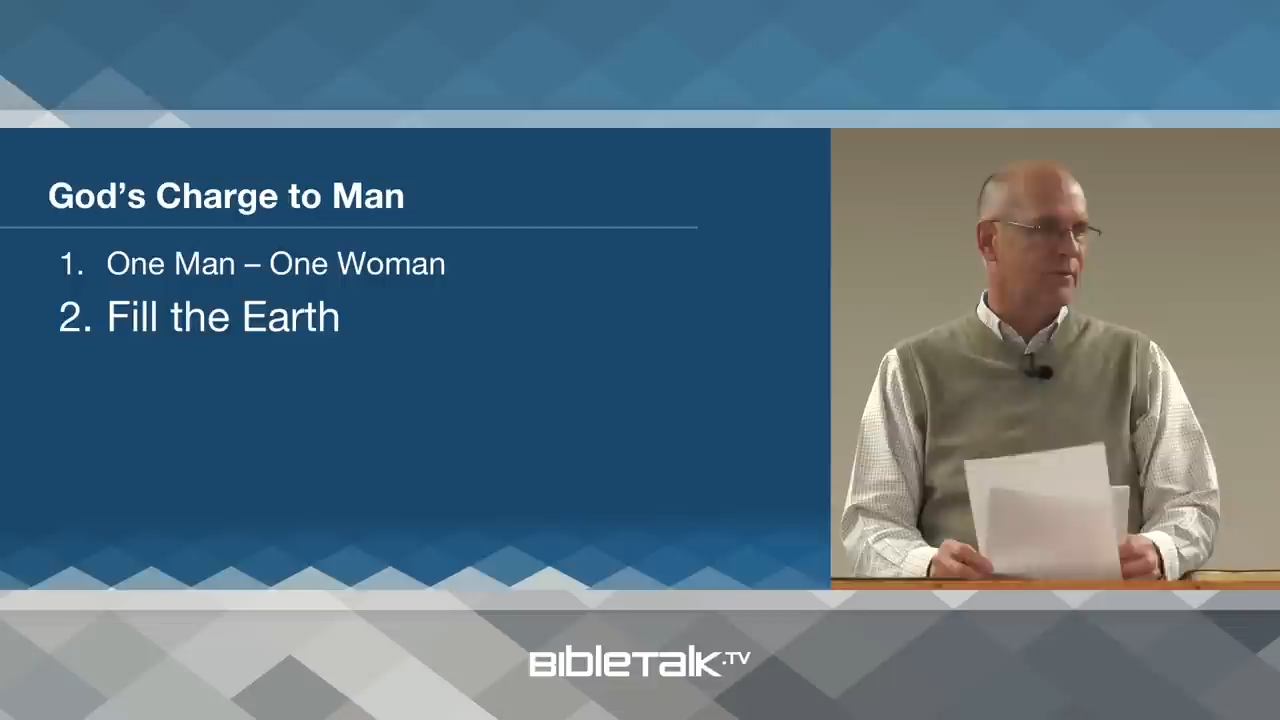 God’s Charge to Man
1. One Man – One Woman
2. Fill the Earth
BIBLETALK.TV